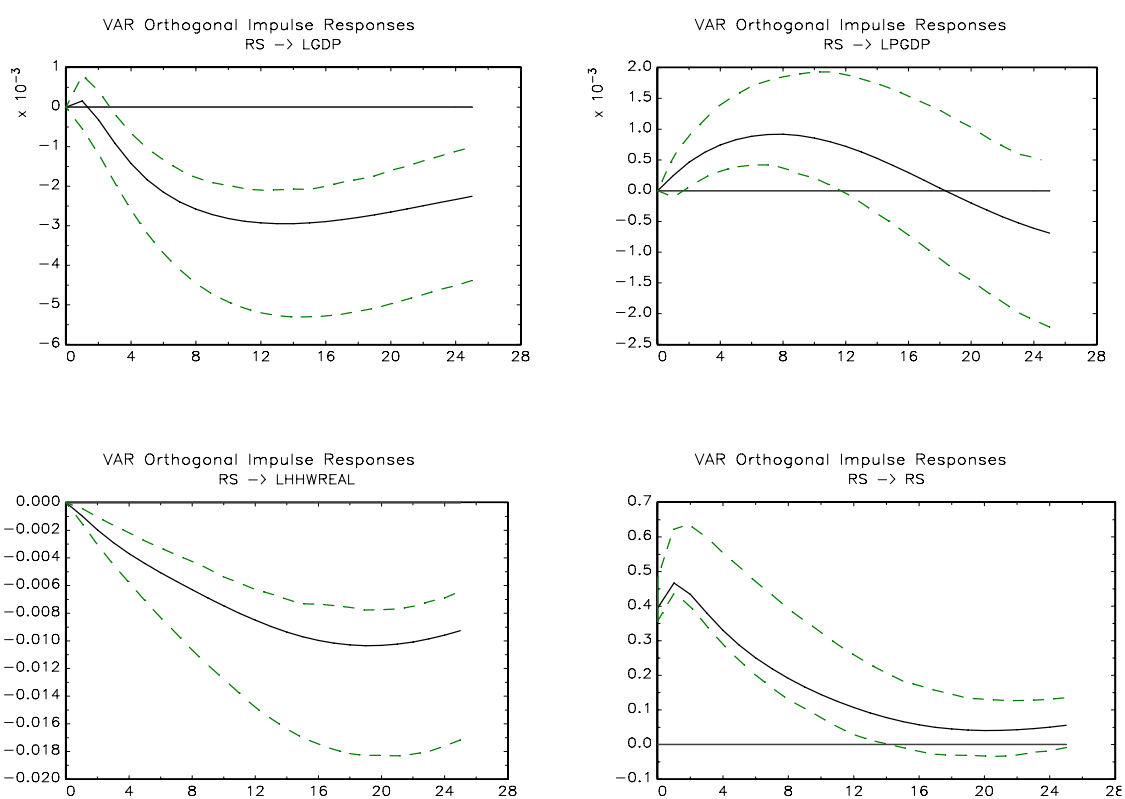 VAR Orthogonal Impulse Responses
RS -> LGDP
x 10⁻³
1
0
-1
-2
-3
-4
-5
-6
0 4 8 12 16 20 24 28
VAR Orthogonal Impulse Responses
RS -> LPGDP
x 10⁻³
2.0
1.5
1.0
0.5
0.0
-0.5
-1.0
-1.5
-2.0
-2.5
0 4 8 12 16 20 24 28
VAR Orthogonal Impulse Responses
RS -> LHHWREAL
0.000
-0.002
-0.004
-0.006
-0.008
-0.010
-0.012
-0.014
-0.016
-0.018
-0.020
0 4 8 12 16 20 24 28
VAR Orthogonal Impulse Responses
RS -> RS
0.7
0.6
0.5
0.4
0.3
0.2
0.1
0.0
-0.1
0 4 8 12 16 20 24 28